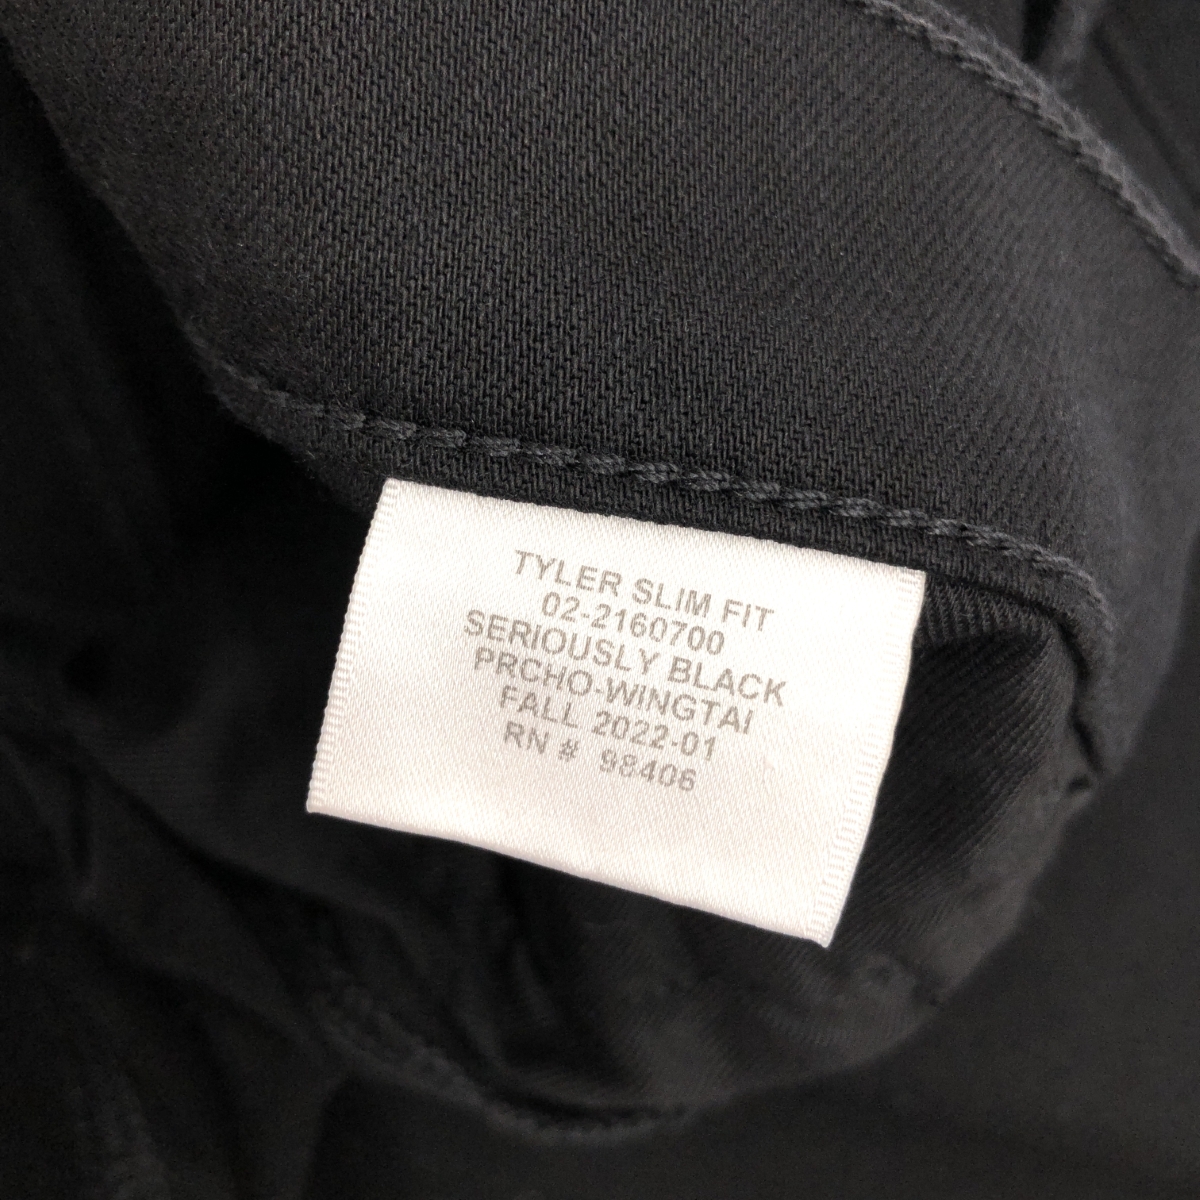 TYLER SLIM FIT
02-2160700
SERIOUSLY BLACK
PRCHO-WINGTAI
FALL 2022-01
RN # 98406